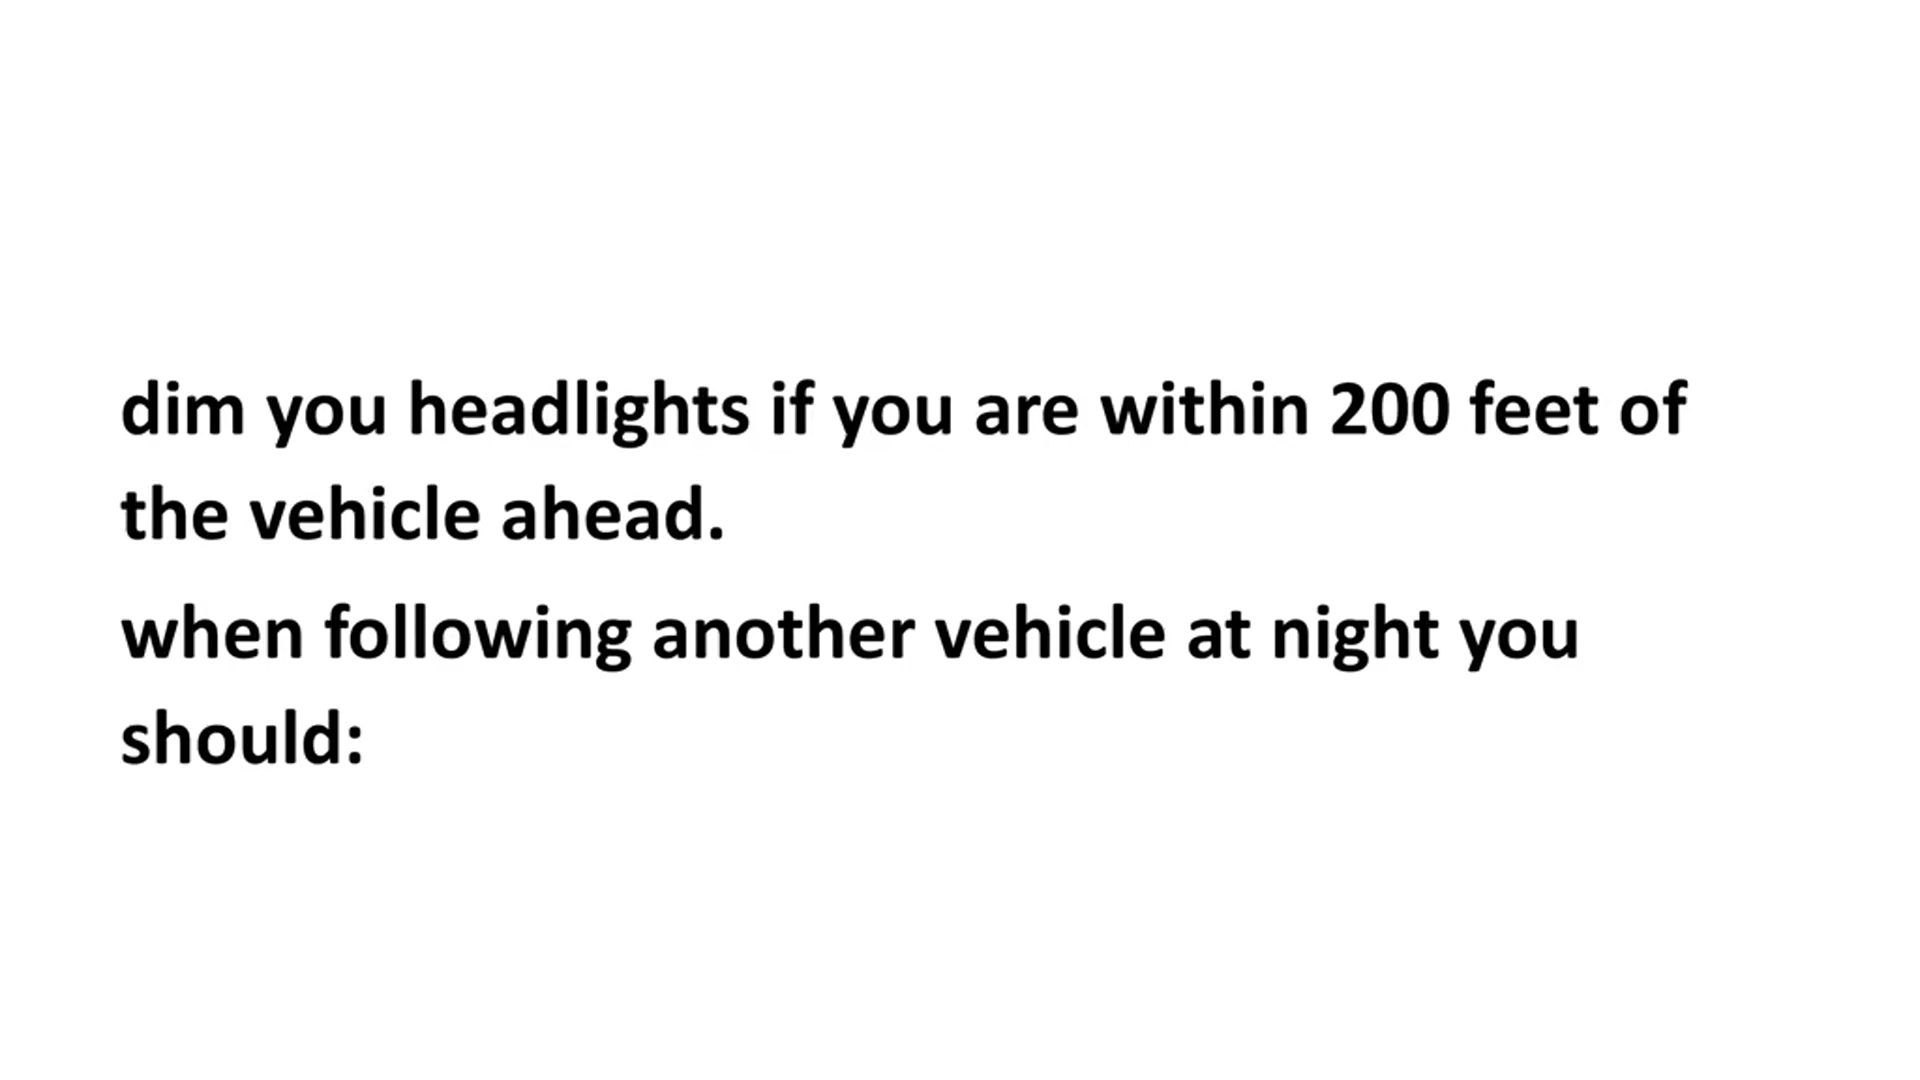 dim you headlights if you are within 200 feet of
the vehicle ahead.
when following another vehicle at night you
should: